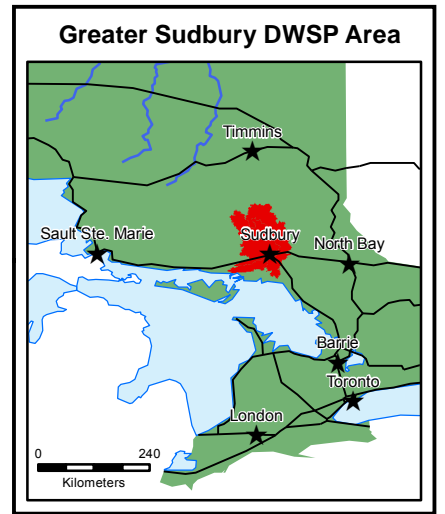 Greater Sudbury DWSP Area
Timmins
Sault Ste. Marie
Sudbury
North Bay
Barrie
Toronto
London
0 240
Kilometers